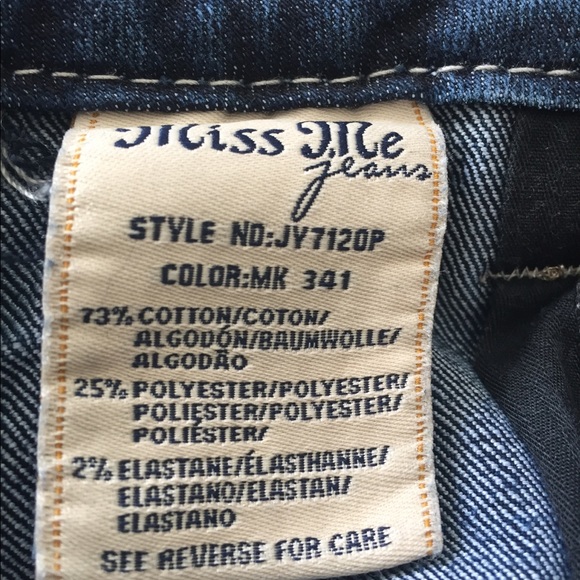 Miss Me
jeans
STYLE NO:JY7120P
COLOR:MK 341
73% COTTON/COTON/
ALGODÓN/BAUMWOLLE/
ALGODÃO
25% POLYESTER/POLYESTER/
POLIÉSTER/POLYESTER/
POLIÉSTER/
2% ELASTANE/ÉLASTHANNE/
ELASTANO/ELASTAN/
ELASTANO
SEE REVERSE FOR CARE